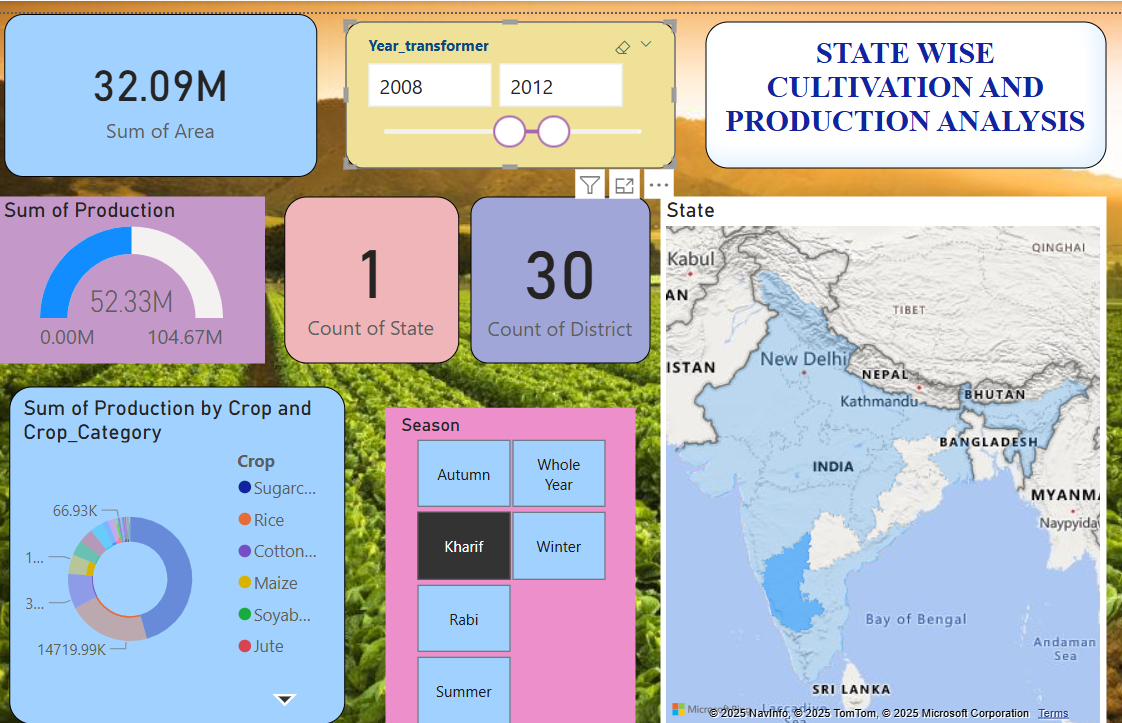 32.09M
Sum of Area
Year_transformer
2008
2012
STATE WISE
CULTIVATION AND
PRODUCTION ANALYSIS
Sum of Production
52.33M
0.00M
104.67M
1
Count of State
30
Count of District
State
QINGHAI
Kabul
AN
TIBET
ISTAN
New Delhi
NEPAL
Kathmandu
BHUTAN
BANGLADESH
INDIA
MYANMA
Naypyida
Bay of Bengal
Andaman
Sea
SRI LANKA
© 2025 NavInfo, © 2025 TomTom, © 2025 Microsoft Corporation Terms
Sum of Production by Crop and
Crop_Category
Crop
Sugarc...
Rice
Cotton...
Maize
Soyab...
Jute
66.93K
1...
3...
14719.99K
Season
Autumn
Whole
Year
Kharif
Winter
Rabi
Summer